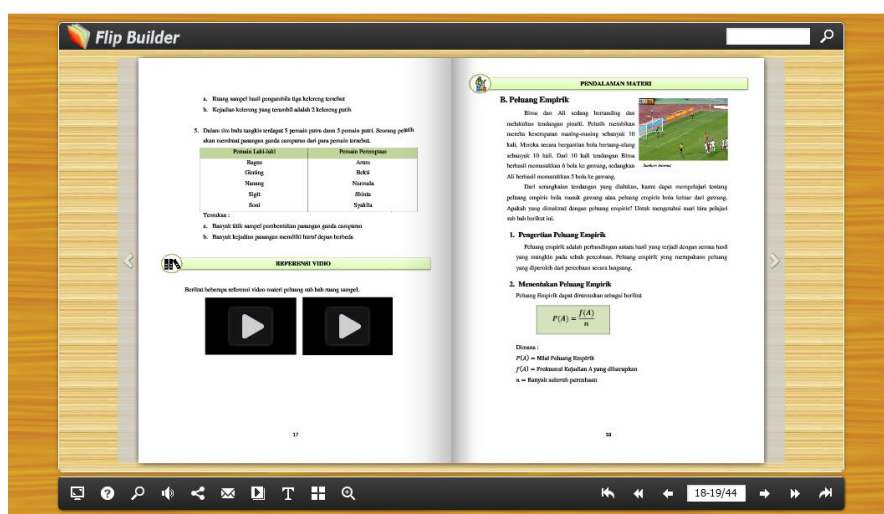 Flip Builder
a. Ruang sampel hasil pengambila tiga kelereng tersebut
b. Kejadian kelereng yang terambil adalah 2 kelereng putih
5. Dalam tim bulu tangkis terdapat 5 pemain putra dann 5 pemain putri. Seorang pelatih
akan membuat pasangan ganda campuran dari para pemain tersebut.
Pemain Laki-laki Pemain Perempuan
Bagus Arum
Ginting Bekti
Nanang Nurmala
Sigit Shinta
Soni Syakila
Tentukan :
a. Banyak titik sampel pembentukan pasangan ganda campuran
b. Banyak kejadian pasangan memiliki huruf depan berbeda
REFERENSI VIDIO
Berikut beberapa referensi video materi peluang sub bab ruang sampel.
17
PENDALAMAN MATERI
B. Peluang Empirik
Bima dan Ali sedang bertanding dan
melakukan tendangan pinalti. Pelatih membikan
mereka kesempatan masing-masing sebanyak 10
kali. Mereka secara bergantian bola berulang-ulang
sebanyak 10 kali. Dari 10 kali tendangan Bima
berhasil memasukkan 6 bola ke gawang, sedangkan
Ali berhasil memasukkan 5 bola ke gawang.
Sumber: internet
Dari serangkaian tendangan yang dialukan, kamu dapat mempelajari tentang
peluang empiris bola masuk gawang atau peluang empiris bola keluar dari gawang.
Apakah yang dimaksud dengan peluang empiris? Untuk mengetahui mari kita pelajari
sub bab berikut ini.
1. Pengertian Peluang Empirik
Peluang empirik adalah perbandingan antara hasil yang terjadi dengan semua hasil
yang mungkin pada sebuah percobaan. Peluang empirik yeng merupakan peluang
yang diperoleh dari percobaan secara langsung.
2. Menentukan Peluang Empirik
Peluang Empirik dapat dirumuskan sebagai berikut
P(A) = f(A)/n
Dimana :
P(A) = Nilai Peluang Empirik
f(A) = Frekuensi Kejadian A yang diharapkan
n = Banyak seluruh percobaan
18
18-19/44